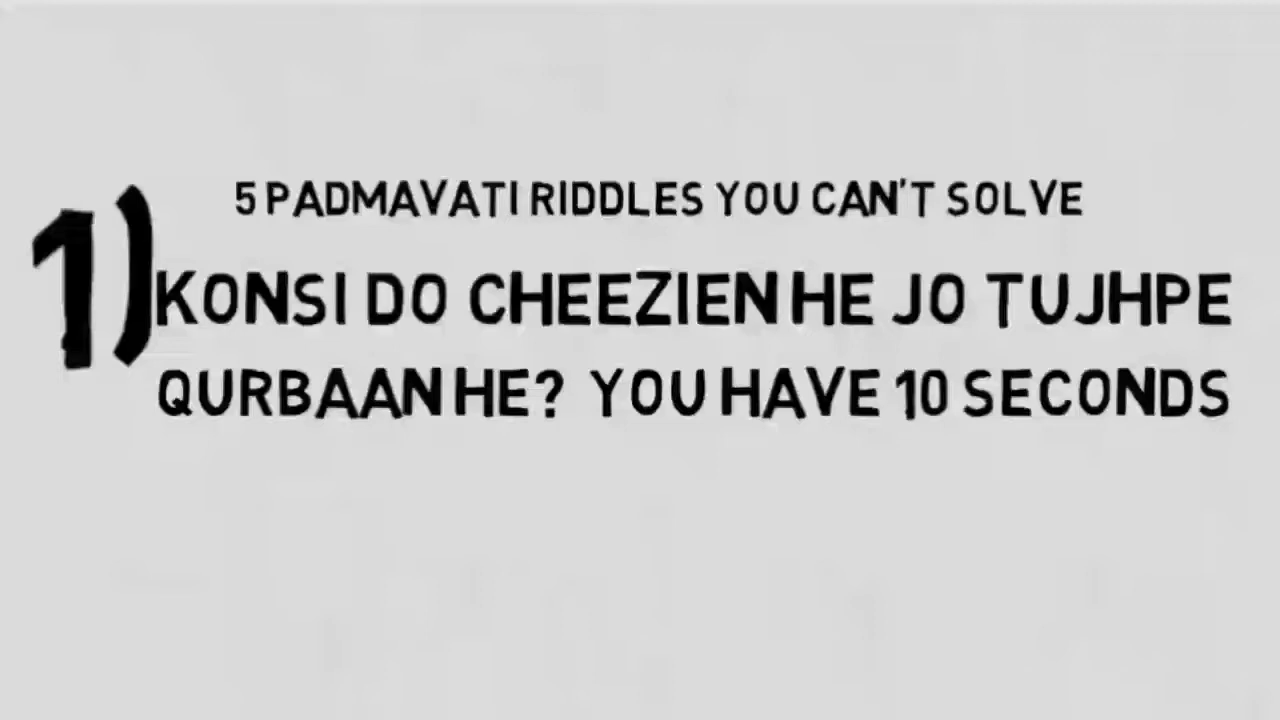 5 PADMAVATI RIDDLES YOU CAN'T SOLVE
1) KONSI DO CHEEZIEN HE JO TUJHPE
QURBAAN HE? YOU HAVE 10 SECONDS